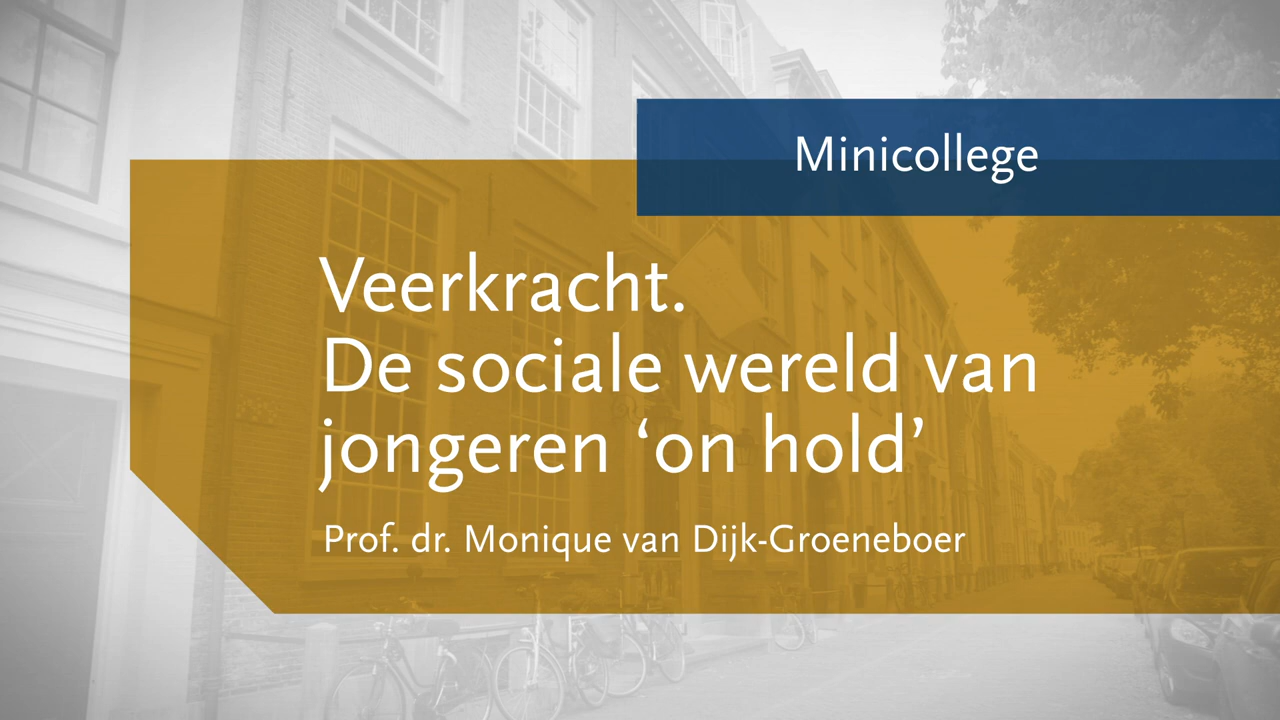 Minicollege
Veerkracht.
De sociale wereld van
jongeren ‘on hold’
Prof. dr. Monique van Dijk-Groeneboer